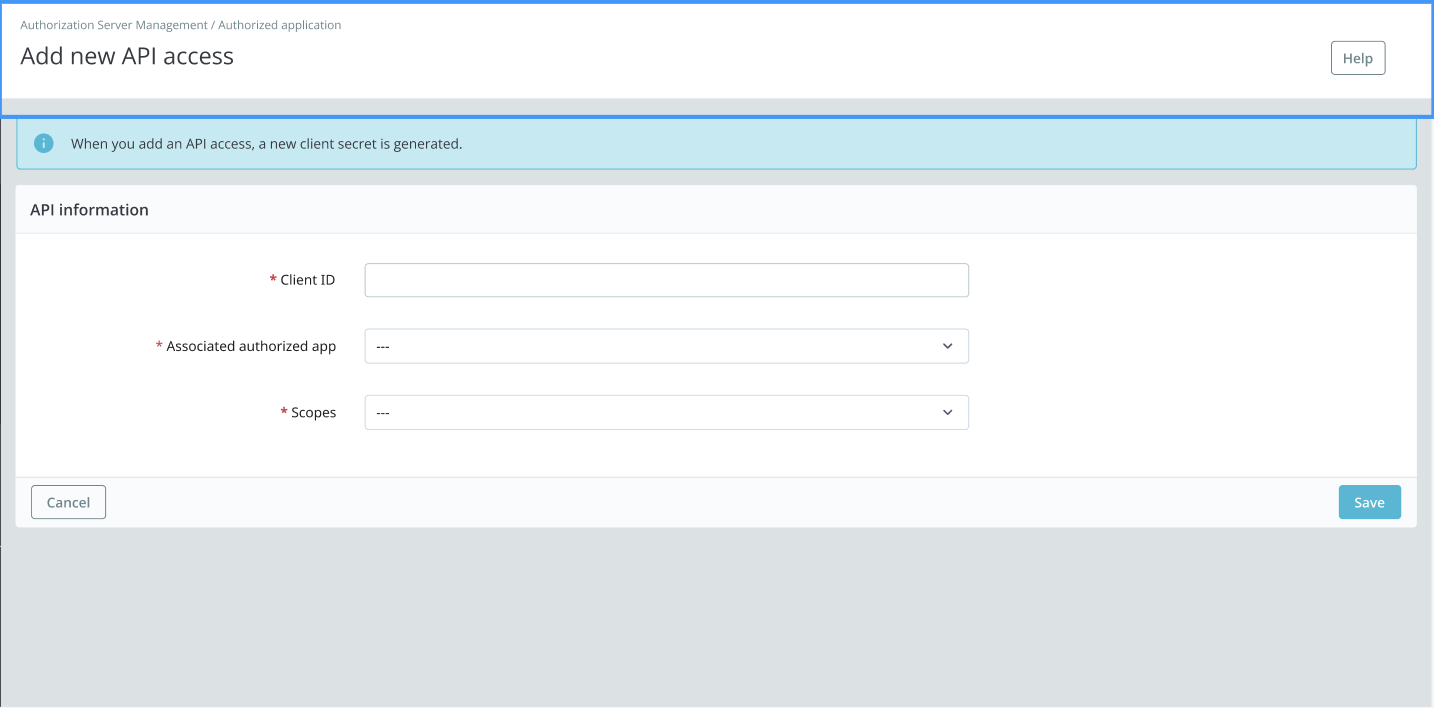 Authorization Server Management / Authorized application
Add new API access
Help
When you add an API access, a new client secret is generated.
API information
* Client ID
* Associated authorized app
---
* Scopes
---
Cancel
Save